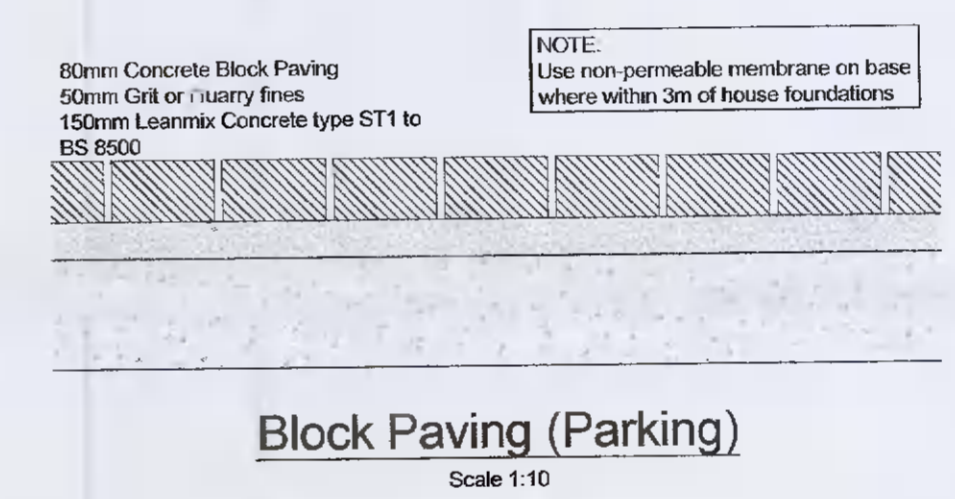 80mm Concrete Block Paving
50mm Grit or quarry fines
150mm Leanmix Concrete type ST1 to
BS 8500
NOTE:
Use non-permeable membrane on base
where within 3m of house foundations
Block Paving (Parking)
Scale 1:10